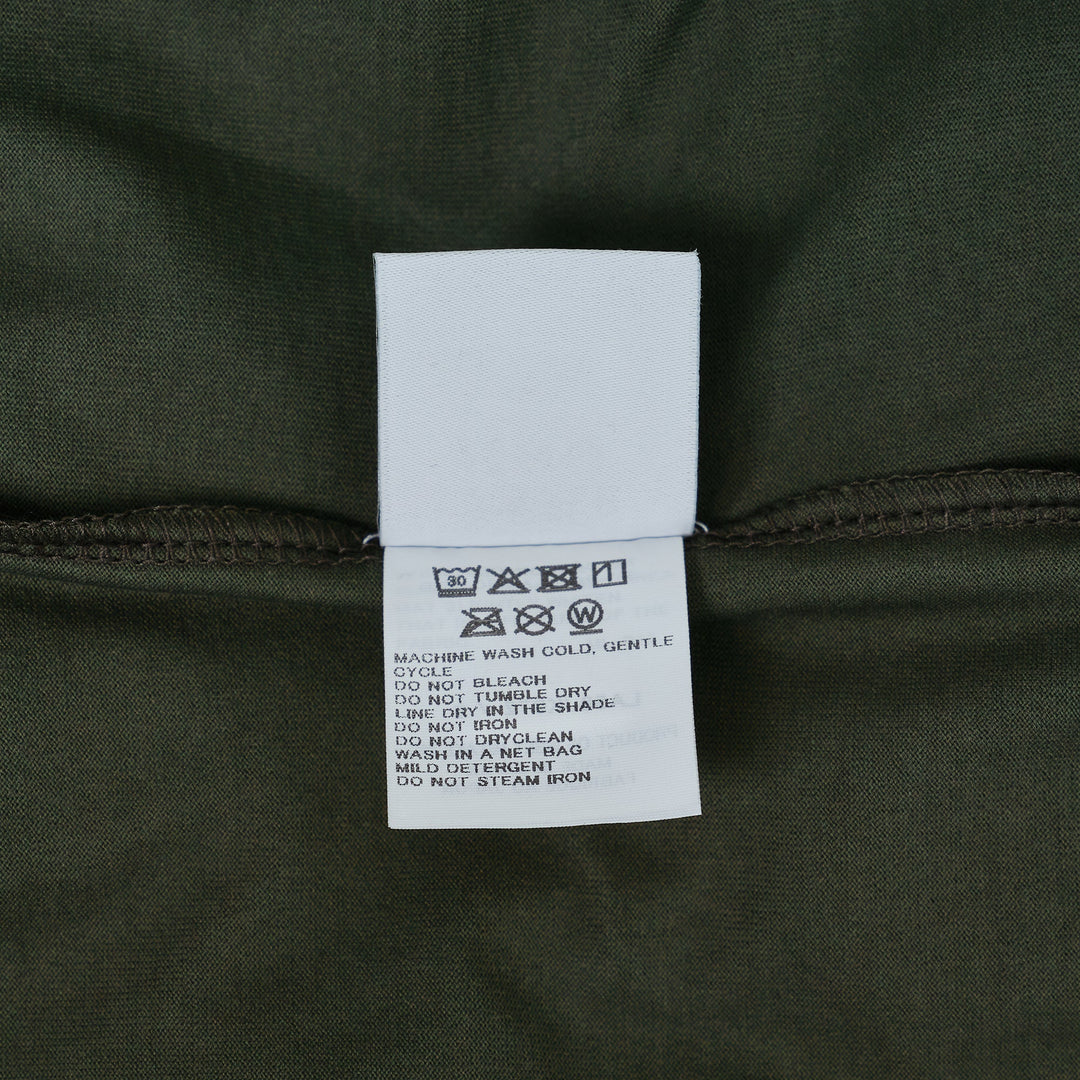 30
W
MACHINE WASH COLD, GENTLE
CYCLE
DO NOT BLEACH
DO NOT TUMBLE DRY
LINE DRY IN THE SHADE
DO NOT IRON
DO NOT DRYCLEAN
WASH IN A NET BAG
MILD DETERGENT
DO NOT STEAM IRON